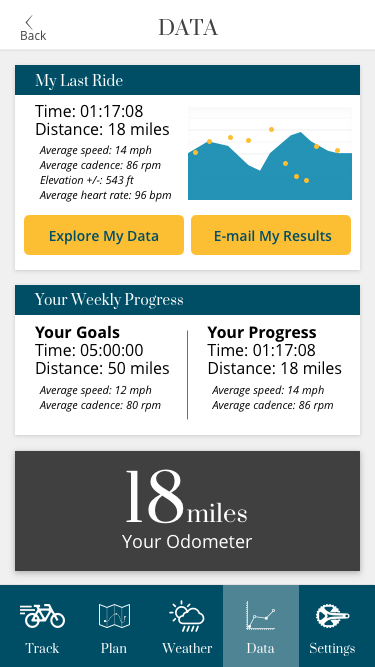 Back
DATA
My Last Ride
Time: 01:17:08
Distance: 18 miles
Average speed: 14 mph
Average cadence: 86 rpm
Elevation +/-: 543 ft
Average heart rate: 96 bpm
Explore My Data
E-mail My Results
Your Weekly Progress
Your Goals
Time: 05:00:00
Distance: 50 miles
Average speed: 12 mph
Average cadence: 80 rpm
Your Progress
Time: 01:17:08
Distance: 18 miles
Average speed: 14 mph
Average cadence: 86 rpm
18 miles
Your Odometer
Track
Plan
Weather
Data
Settings